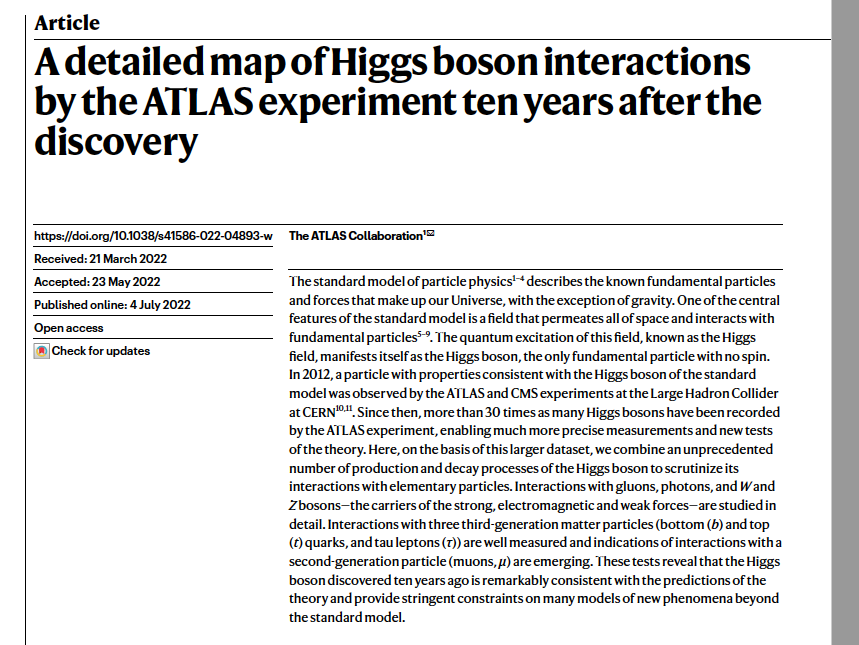 Article
A detailed map of Higgs boson interactions
by the ATLAS experiment ten years after the
discovery
https://doi.org/10.1038/s41586-022-04893-w
Received: 21 March 2022
Accepted: 23 May 2022
Published online: 4 July 2022
Open access
Check for updates
The ATLAS Collaboration¹✉
The standard model of particle physics¹⁻⁴ describes the known fundamental particles
and forces that make up our Universe, with the exception of gravity. One of the central
features of the standard model is a field that permeates all of space and interacts with
fundamental particles⁵⁻⁹. The quantum excitation of this field, known as the Higgs
field, manifests itself as the Higgs boson, the only fundamental particle with no spin.
In 2012, a particle with properties consistent with the Higgs boson of the standard
model was observed by the ATLAS and CMS experiments at the Large Hadron Collider
at CERN¹⁰,¹¹. Since then, more than 30 times as many Higgs bosons have been recorded
by the ATLAS experiment, enabling much more precise measurements and new tests
of the theory. Here, on the basis of this larger dataset, we combine an unprecedented
number of production and decay processes of the Higgs boson to scrutinize its
interactions with elementary particles. Interactions with gluons, photons, and W and
Z bosons—the carriers of the strong, electromagnetic and weak forces—are studied in
detail. Interactions with three third-generation matter particles (bottom (b) and top
(t) quarks, and tau leptons (τ)) are well measured and indications of interactions with a
second-generation particle (muons, μ) are emerging. These tests reveal that the Higgs
boson discovered ten years ago is remarkably consistent with the predictions of the
theory and provide stringent constraints on many models of new phenomena beyond
the standard model.